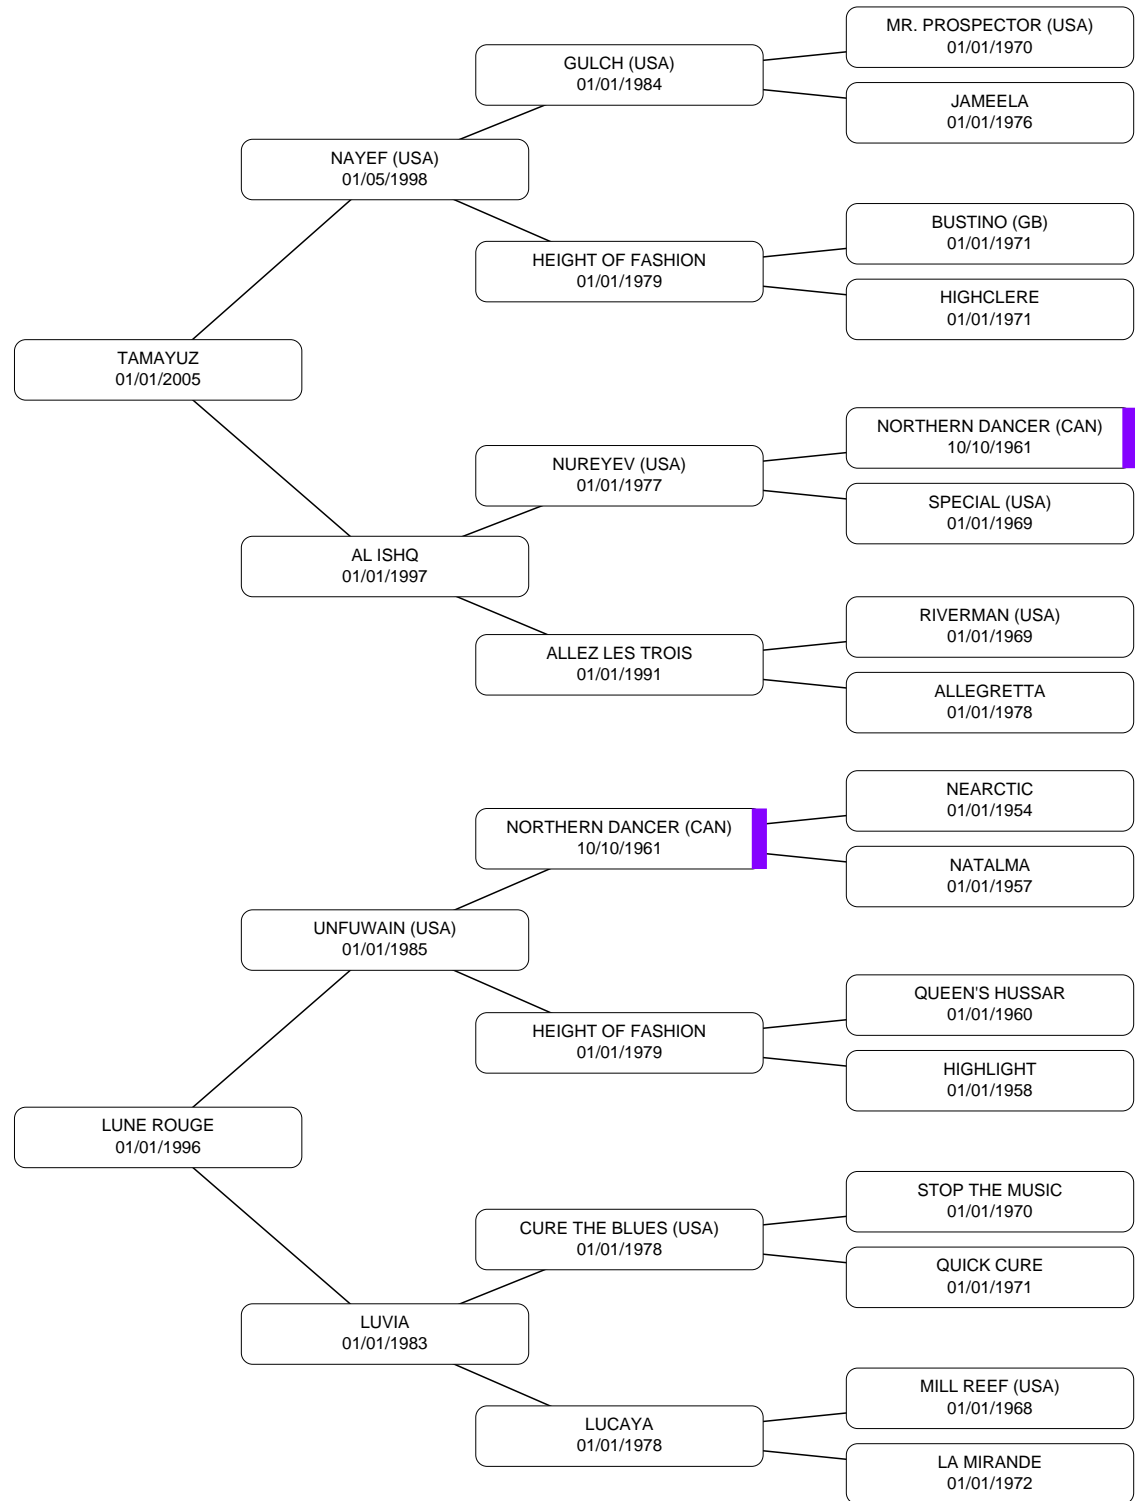 MR. PROSPECTOR (USA)
01/01/1970
GULCH (USA)
01/01/1984
JAMEELA
01/01/1976
NAYEF (USA)
01/05/1998
BUSTINO (GB)
01/01/1971
HEIGHT OF FASHION
01/01/1979
HIGHCLERE
01/01/1971
TAMAYUZ
01/01/2005
NORTHERN DANCER (CAN)
10/10/1961
NUREYEV (USA)
01/01/1977
SPECIAL (USA)
01/01/1969
AL ISHQ
01/01/1997
RIVERMAN (USA)
01/01/1969
ALLEZ LES TROIS
01/01/1991
ALLEGRETTA
01/01/1978
NEARCTIC
01/01/1954
NORTHERN DANCER (CAN)
10/10/1961
NATALMA
01/01/1957
UNFUWAIN (USA)
01/01/1985
QUEEN'S HUSSAR
01/01/1960
HEIGHT OF FASHION
01/01/1979
HIGHLIGHT
01/01/1958
LUNE ROUGE
01/01/1996
STOP THE MUSIC
01/01/1970
CURE THE BLUES (USA)
01/01/1978
QUICK CURE
01/01/1971
LUVIA
01/01/1983
MILL REEF (USA)
01/01/1968
LUCAYA
01/01/1978
LA MIRANDE
01/01/1972